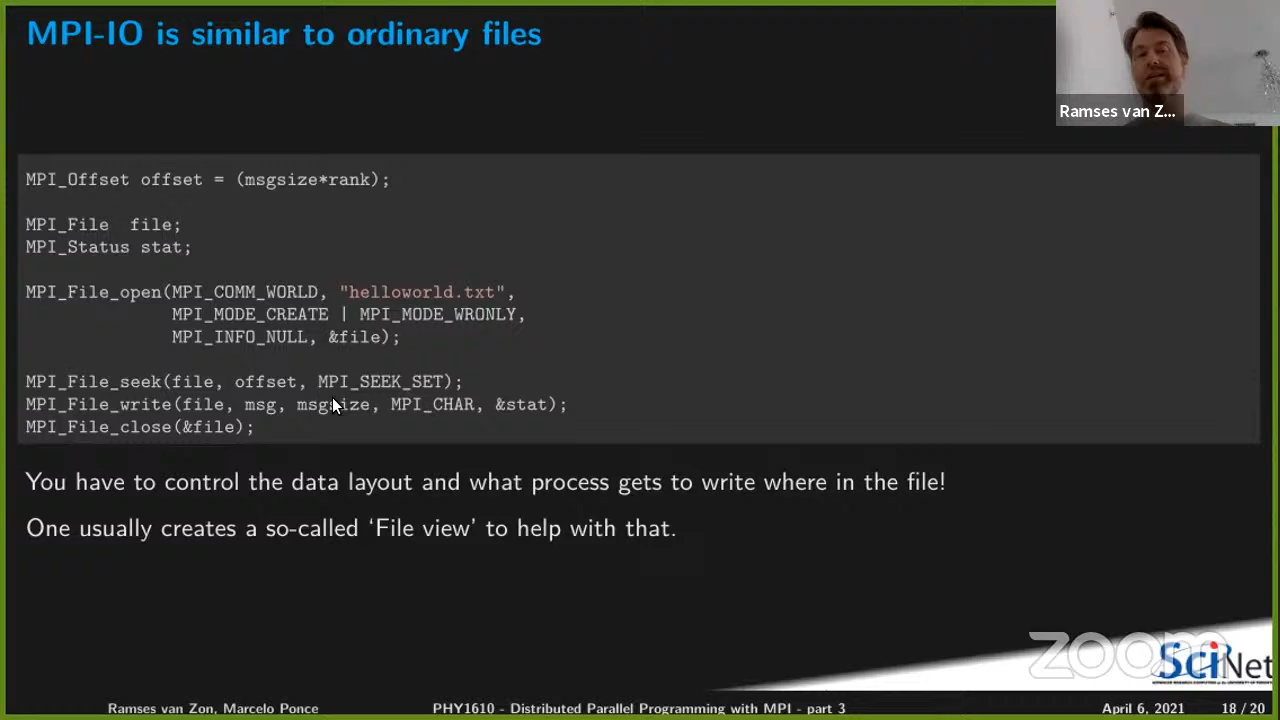 MPI-IO is similar to ordinary files
Ramses van Z...
MPI_Offset offset = (msgsize*rank);
MPI_File  file;
MPI_Status stat;
MPI_File_open(MPI_COMM_WORLD, "helloworld.txt",
MPI_MODE_CREATE | MPI_MODE_WRONLY,
MPI_INFO_NULL, &file);
MPI_File_seek(file, offset, MPI_SEEK_SET);
MPI_File_write(file, msg, msgsize, MPI_CHAR, &stat);
MPI_File_close(&file);
You have to control the data layout and what process gets to write where in the file!
One usually creates a so-called ‘File view’ to help with that.
zoom
SciNet
Ramses van Zon, Marcelo Ponce
PHY1610 - Distributed Parallel Programming with MPI - part 3
April 6, 2021
18 / 20